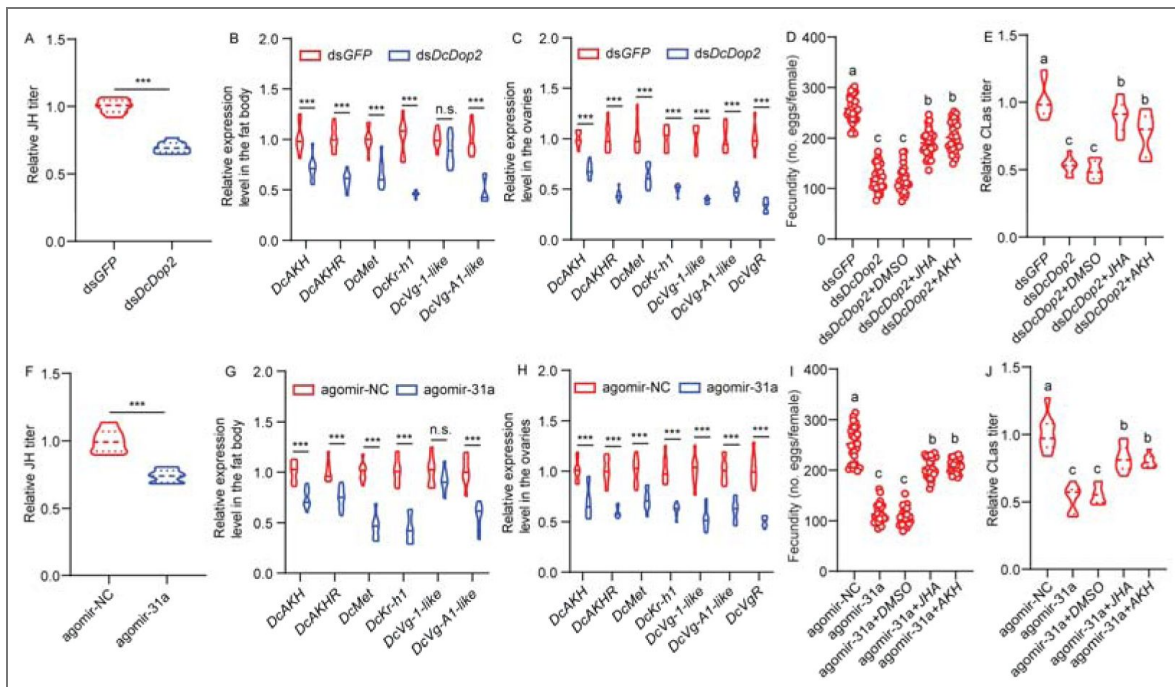 A
Relative JH titer
1.5
1.0
0.5
0.0
***
dsGFP
dsDcDop2
B
Relative expression
level in the fat body
2.0
1.5
1.0
0.5
0.0
dsGFP
dsDcDop2
***
***
***
***
n.s.
***
DcAKH
DcAKHR
DcMet
DcKr-h1
DcVg-1-like
DcVg-A1-like
C
Relative expression
level in the ovaries
2.0
1.5
1.0
0.5
0.0
dsGFP
dsDcDop2
***
***
***
***
***
***
***
DcAKH
DcAKHR
DcMet
DcKr-h1
DcVg-1-like
DcVg-A1-like
DcVgR
D
Fecundity (no. eggs/female)
400
300
200
100
0
a
c
c
b
b
dsGFP
dsDcDop2
dsDcDop2+DMSO
dsDcDop2+JHA
dsDcDop2+AKH
E
Relative CLas titer
1.5
1.0
0.5
0.0
a
c
c
b
b
dsGFP
dsDcDop2
dsDcDop2+DMSO
dsDcDop2+JHA
dsDcDop2+AKH
F
Relative JH titer
1.5
1.0
0.5
0.0
***
agomir-NC
agomir-31a
G
Relative expression
level in the fat body
2.0
1.5
1.0
0.5
0.0
agomir-NC
agomir-31a
***
***
***
***
n.s.
***
DcAKH
DcAKHR
DcMet
DcKr-h1
DcVg-1-like
DcVg-A1-like
H
Relative expression
level in the ovaries
2.0
1.5
1.0
0.5
0.0
agomir-NC
agomir-31a
***
***
***
***
***
***
***
DcAKH
DcAKHR
DcMet
DcKr-h1
DcVg-1-like
DcVg-A1-like
DcVgR
I
Fecundity (no. eggs/female)
400
300
200
100
0
a
c
c
b
b
agomir-NC
agomir-31a
agomir-31a+DMSO
agomir-31a+JHA
agomir-31a+AKH
J
Relative CLas titer
1.5
1.0
0.5
0.0
a
c
c
b
b
agomir-NC
agomir-31a
agomir-31a+DMSO
agomir-31a+JHA
agomir-31a+AKH